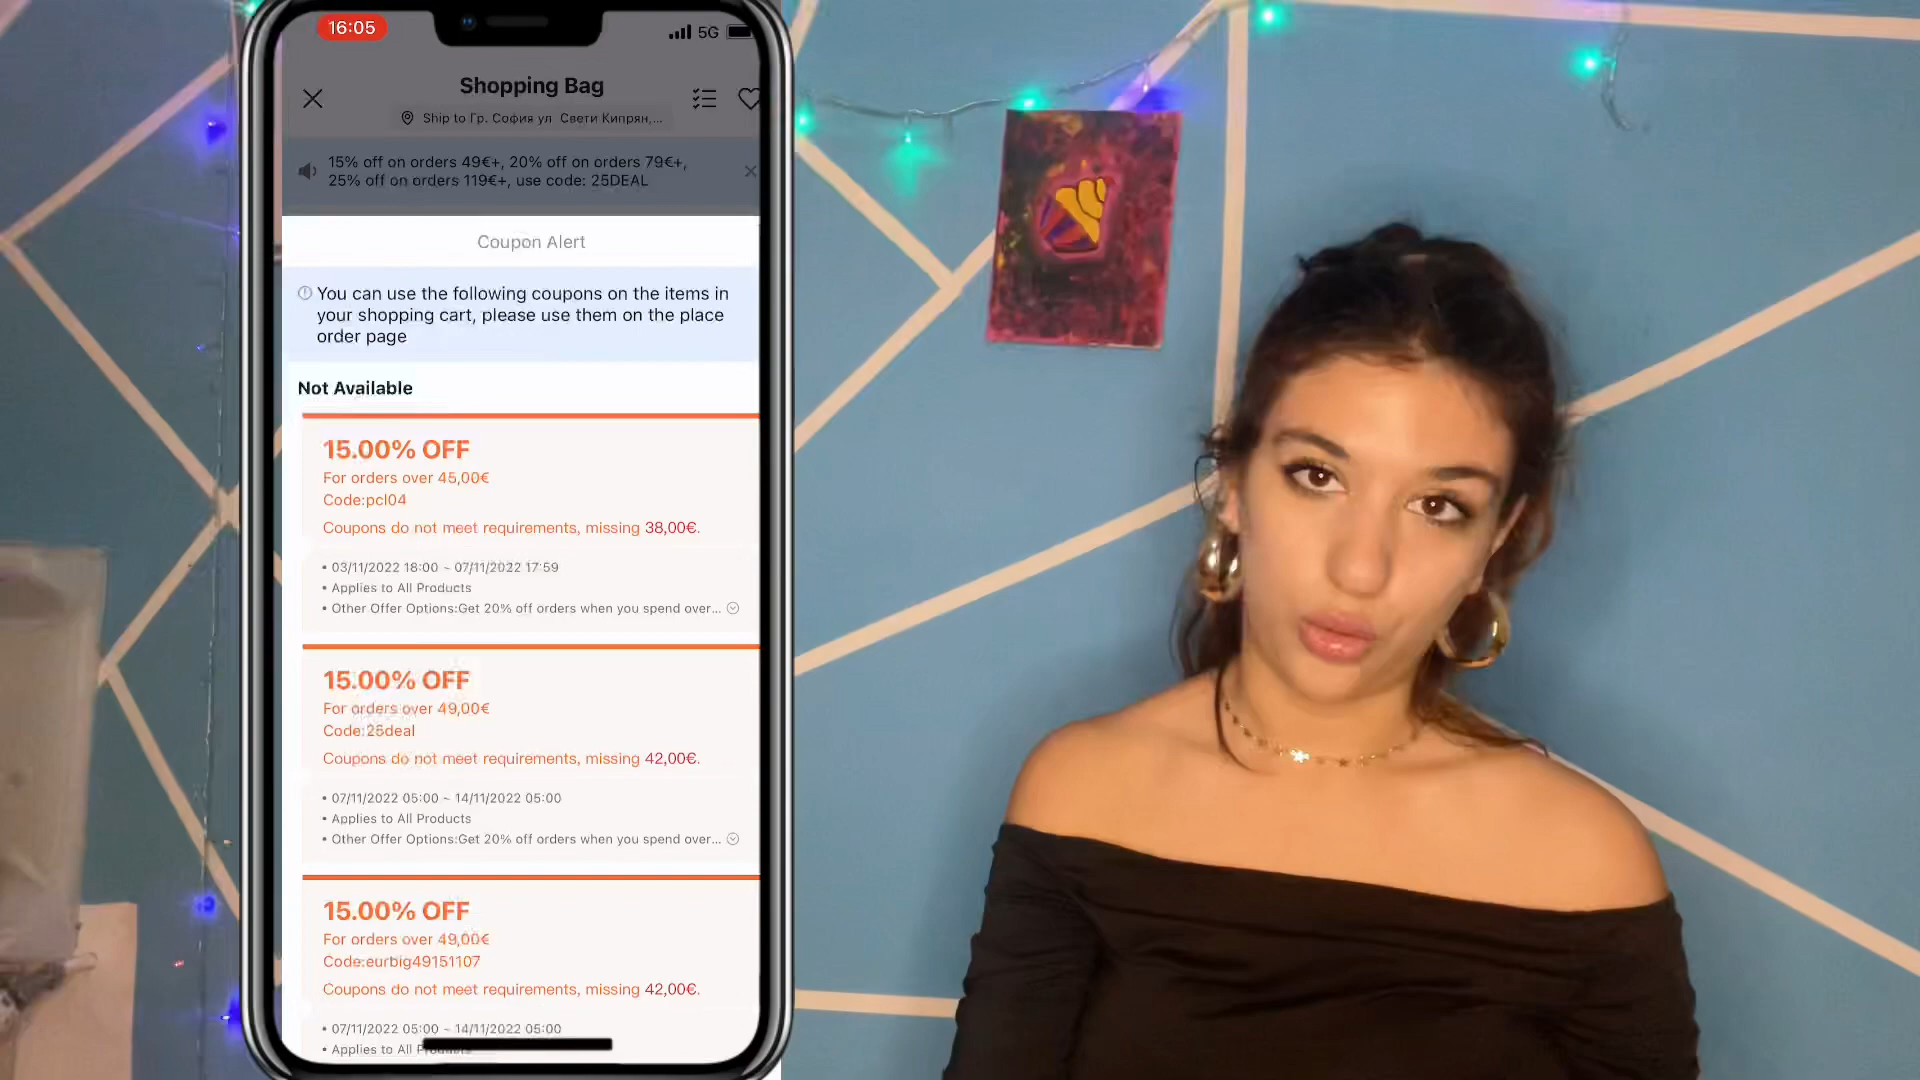 16:05
5G
Shopping Bag
Ship to Гр. София ул Свети Кипрян,...
15% off on orders 49€+, 20% off on orders 79€+,
25% off on orders 119€+, use code: 25DEAL
Coupon Alert
You can use the following coupons on the items in
your shopping cart, please use them on the place
order page
Not Available
15.00% OFF
For orders over 45,00€
Code:pcl04
Coupons do not meet requirements, missing 38,00€.
• 03/11/2022 18:00 ~ 07/11/2022 17:59
• Applies to All Products
• Other Offer Options:Get 20% off orders when you spend over...
15.00% OFF
For orders over 49,00€
Code:25deal
Coupons do not meet requirements, missing 42,00€.
• 07/11/2022 05:00 ~ 14/11/2022 05:00
• Applies to All Products
• Other Offer Options:Get 20% off orders when you spend over...
15.00% OFF
For orders over 49,00€
Code:eurbig49151107
Coupons do not meet requirements, missing 42,00€.
• 07/11/2022 05:00 ~ 14/11/2022 05:00
• Applies to All Products